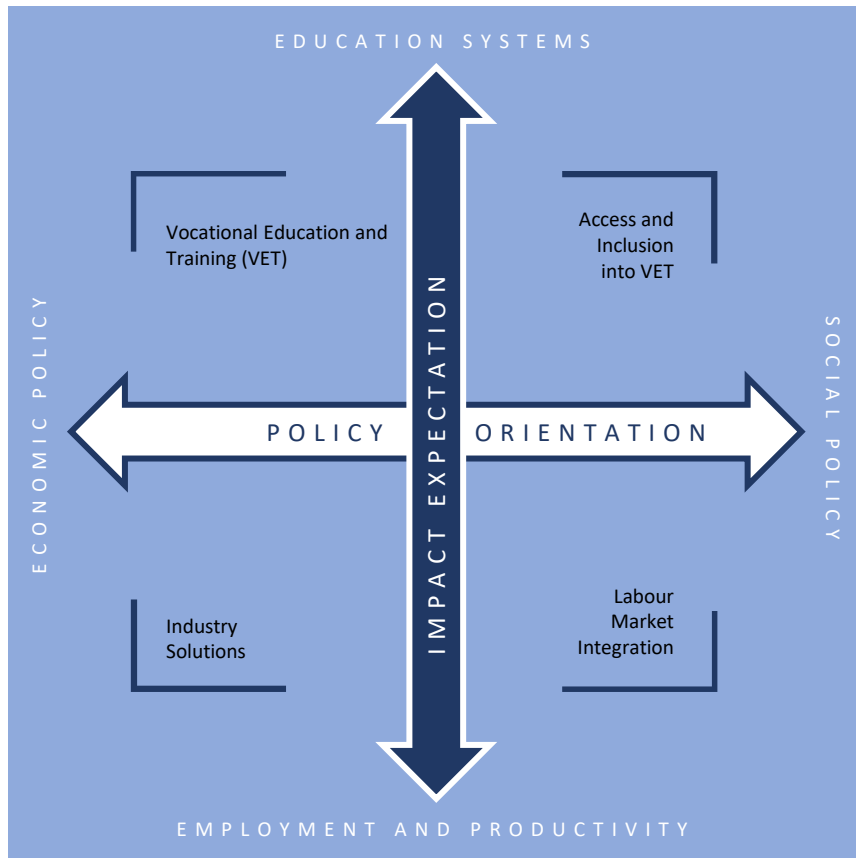 EDUCATION SYSTEMS
Vocational Education and
Training (VET)
Access and
Inclusion
into VET
ECONOMIC POLICY
POLICY ORIENTATION
IMPACT EXPECTATION
SOCIAL POLICY
Industry
Solutions
Labour
Market
Integration
EMPLOYMENT AND PRODUCTIVITY